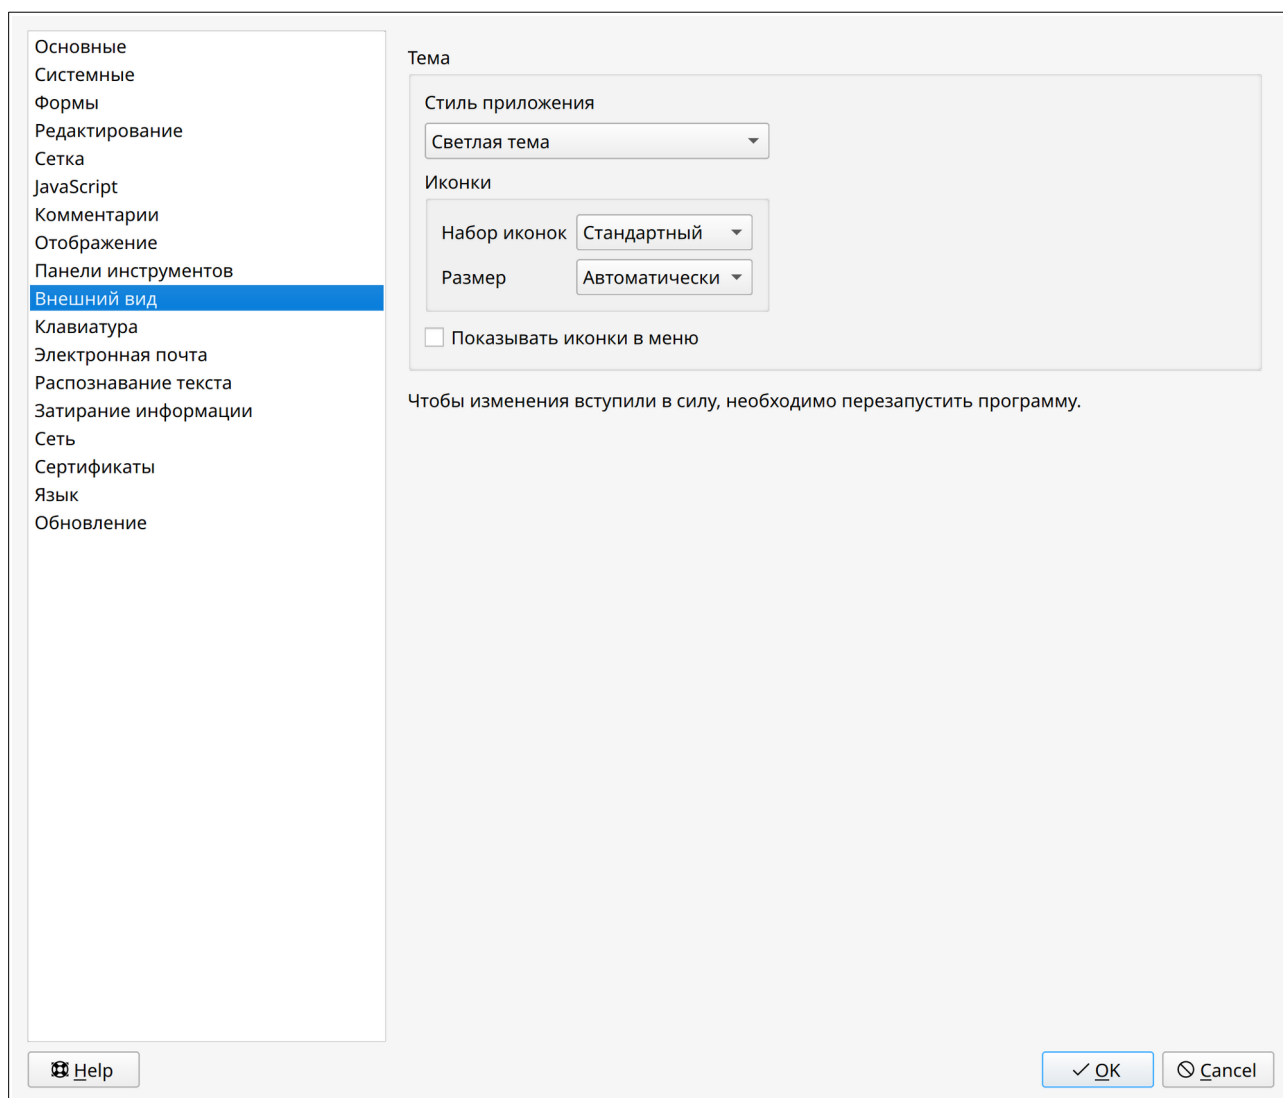 Основные
Системные
Формы
Редактирование
Сетка
JavaScript
Комментарии
Отображение
Панели инструментов
Внешний вид
Клавиатура
Электронная почта
Распознавание текста
Затирание информации
Сеть
Сертификаты
Язык
Обновление
Тема
Стиль приложения
Светлая тема
Иконки
Набор иконок Стандартный
Размер Автоматически
Показывать иконки в меню
Чтобы изменения вступили в силу, необходимо перезапустить программу.
Help OK Cancel